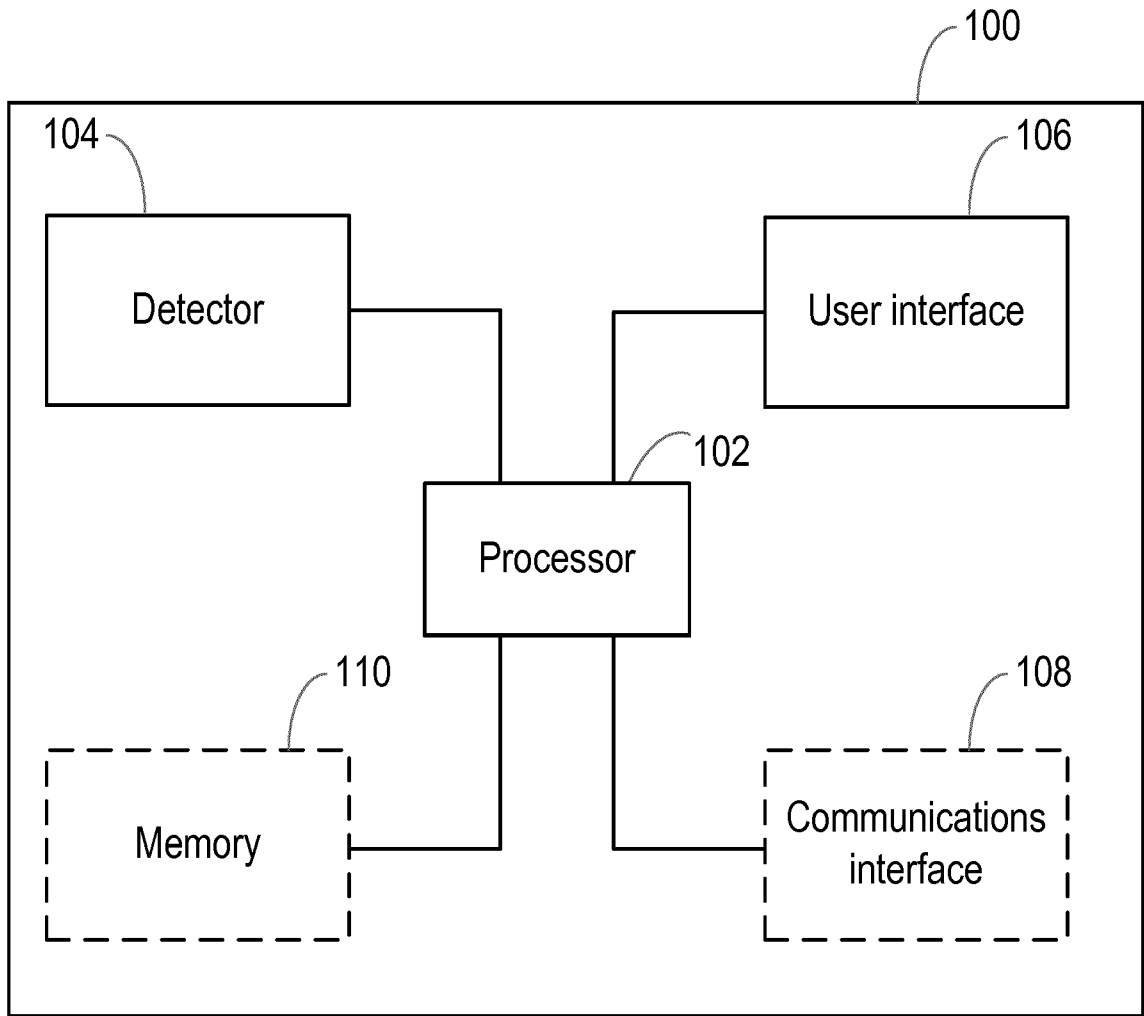 100
104
106
Detector
User interface
102
Processor
110
108
Memory
Communications
interface